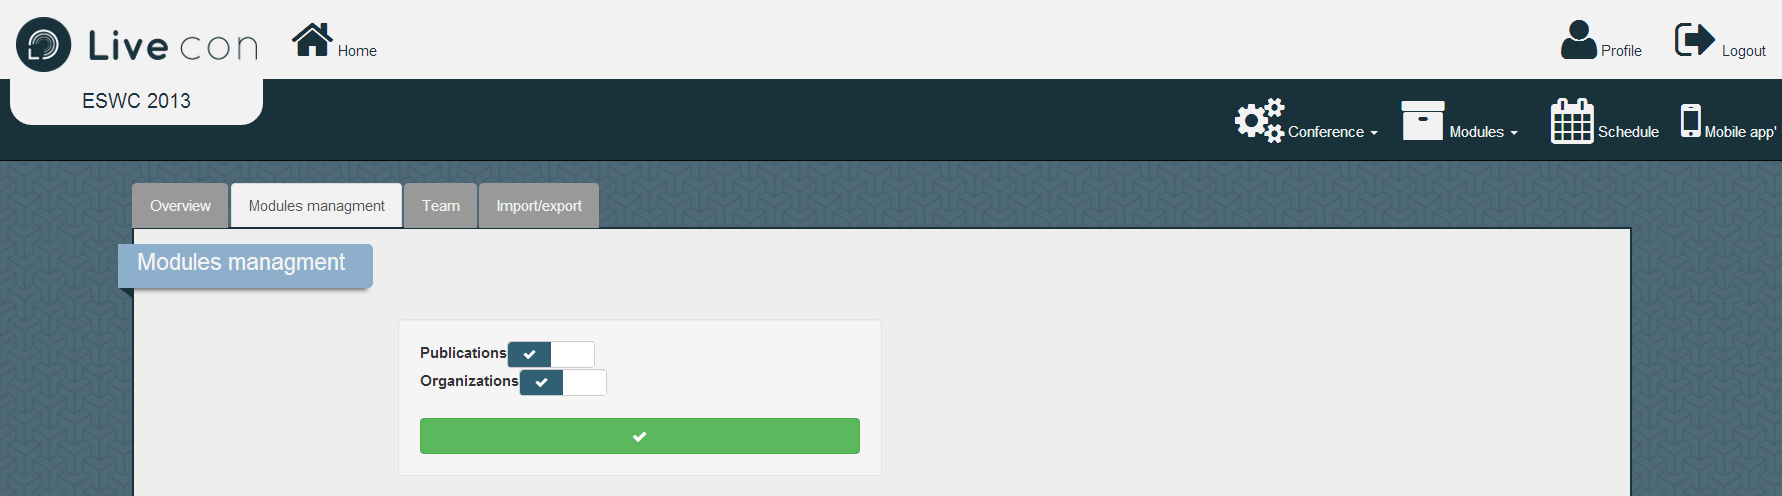 Live con
Home
Profile
Logout
ESWC 2013
Conference
Modules
Schedule
Mobile app'
Overview
Modules managment
Team
Import/export
Modules managment
Publications
Organizations